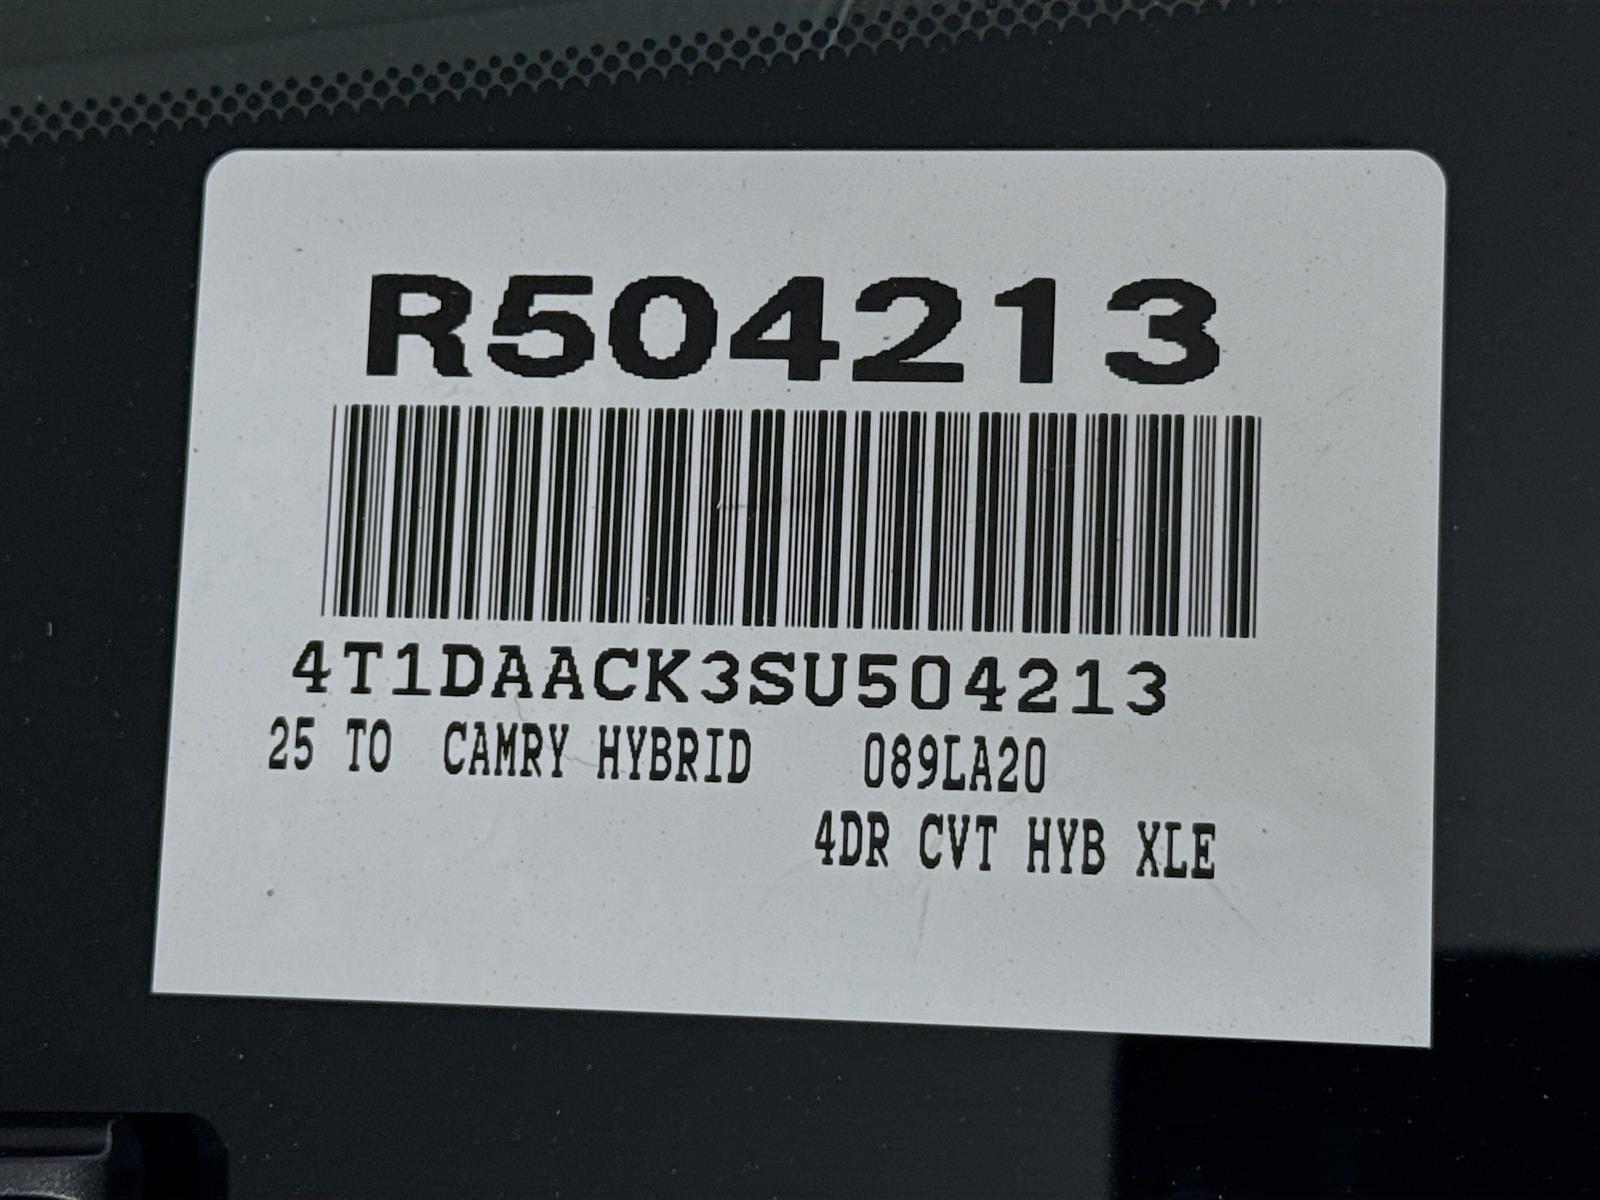 R504213
4T1DAACK3SU504213
25 TO CAMRY HYBRID 089LA20
4DR CVT HYB XLE